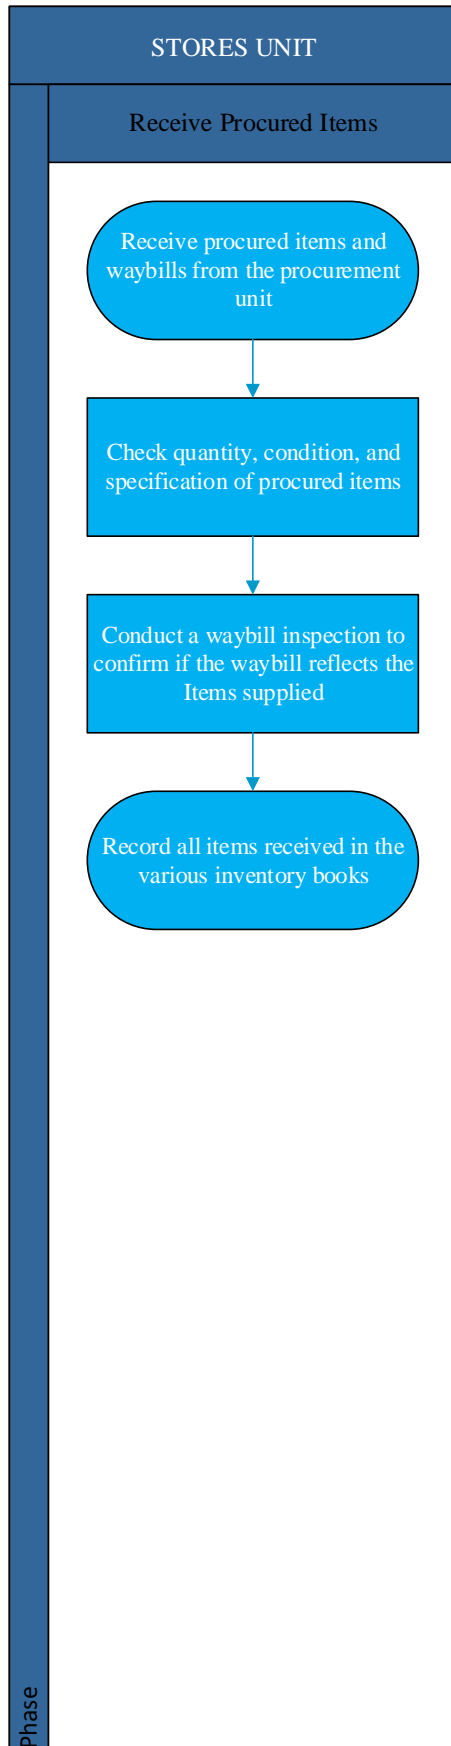 STORES UNIT
Receive Procured Items
Receive procured items and
waybills from the procurement
unit
Check quantity, condition, and
specification of procured items
Conduct a waybill inspection to
confirm if the waybill reflects the
Items supplied
Record all items received in the
various inventory books
Phase